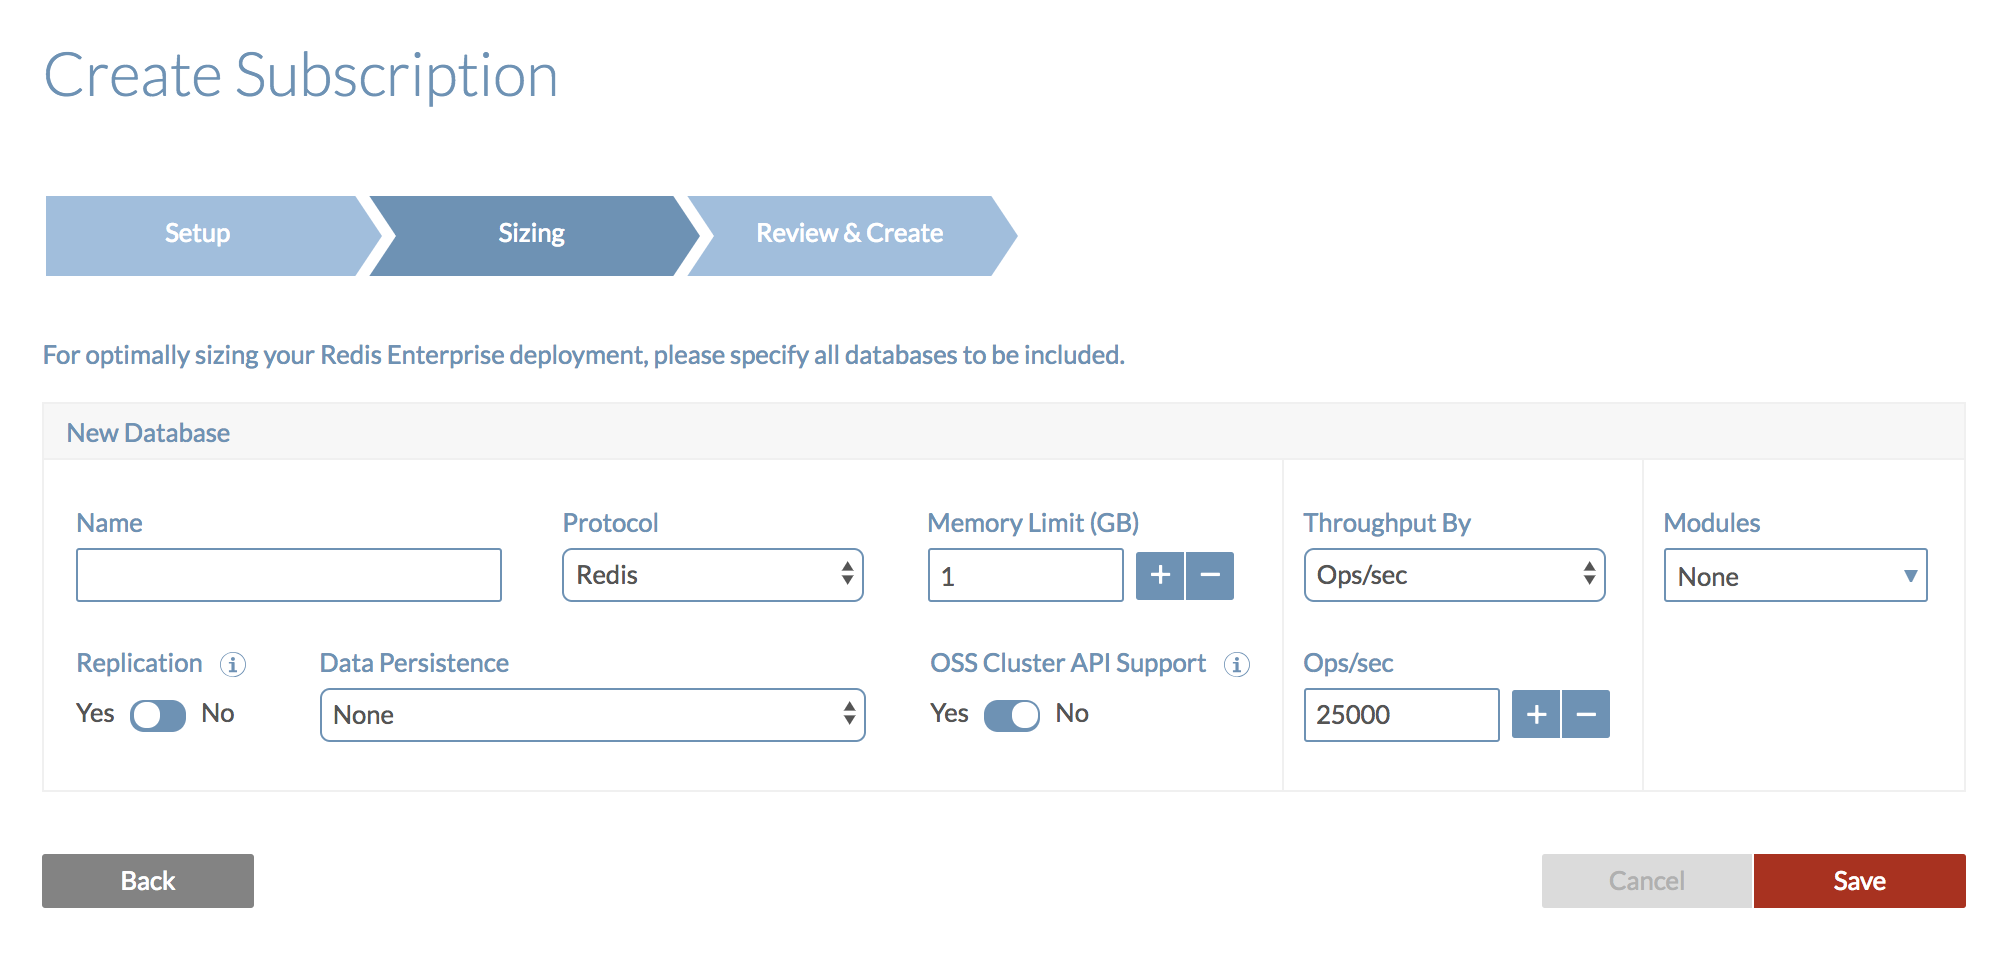 Create Subscription
Setup
Sizing
Review & Create
For optimally sizing your Redis Enterprise deployment, please specify all databases to be included.
New Database
Name
Protocol
Memory Limit (GB)
Throughput By
Modules
Redis
1
+ −
Ops/sec
None
Replication i
Data Persistence
OSS Cluster API Support i
Ops/sec
Yes No
None
Yes No
25000
+ −
Back
Cancel
Save